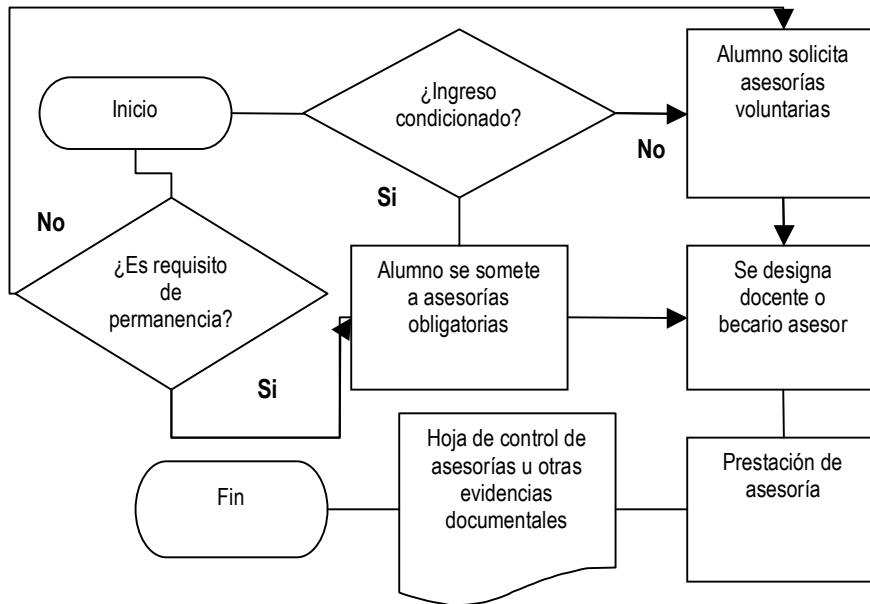 Inicio
¿Ingreso
condicionado?
No
Si
Alumno solicita
asesorías
voluntarias
No
¿Es requisito
de
permanencia?
Si
Alumno se somete
a asesorías
obligatorias
Se designa
docente o
becario asesor
Prestación de
asesoría
Hoja de control de
asesorías u otras
evidencias
documentales
Fin